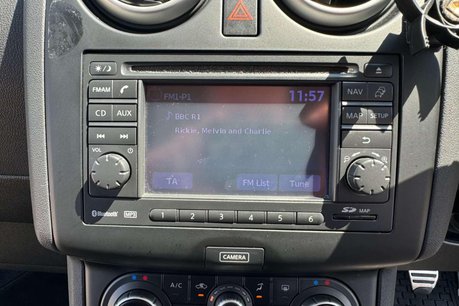 FM1-P1 11:57
BBC R1
Rickie, Melvin and Charlie
TA FM List Tune
FM·AM
CD AUX
VOL
NAV
MAP SETUP
Bluetooth MP3
1 2 3 4 5 6
SD MAP
CAMERA
A/C